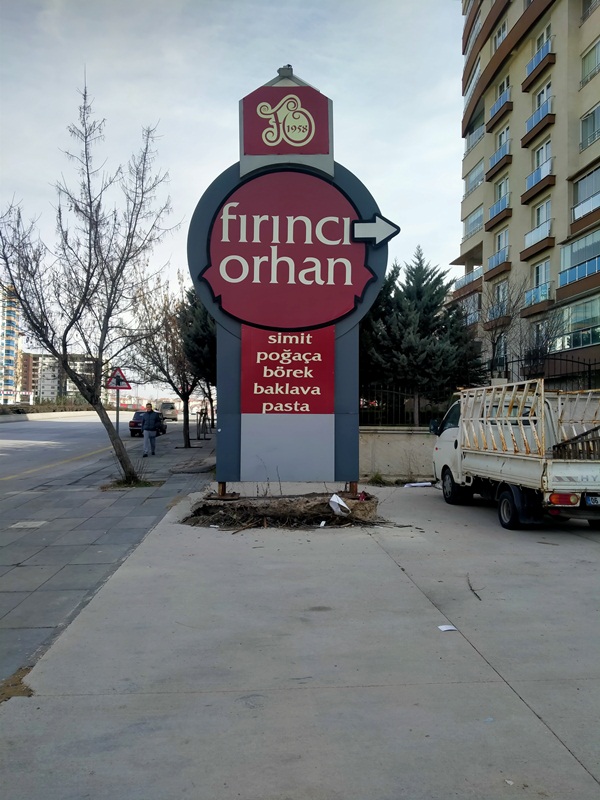 1958
fırıncı
orhan
simit
poğaça
börek
baklava
pasta